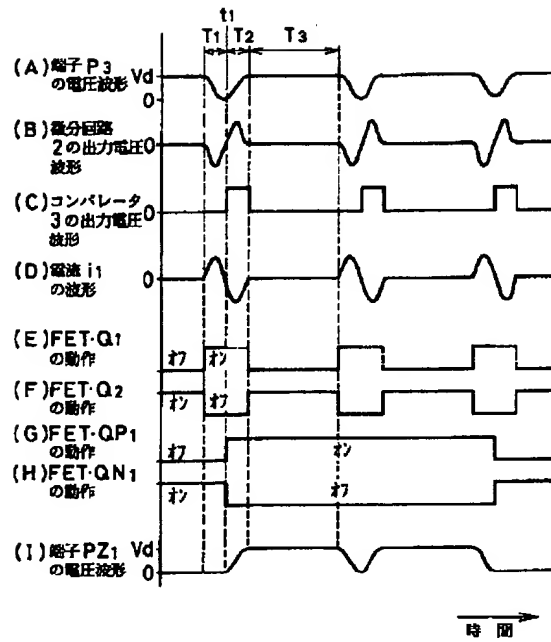 t1
T1 T2 T3
(A)端子P3 Vd
の電圧波形 0
(B)微分回路 0
2の出力電圧
波形
(C)コンパレータ 0
3の出力電圧
波形
(D)電流i1 0
の波形
(E)FET·Q1
の動作 オフ オン
(F)FET·Q2
の動作 オン オフ
(G)FET·QP1
の動作 オフ オン
(H)FET·QN1
の動作 オン オフ
(I)端子PZ1 Vd
の電圧波形 0
時間